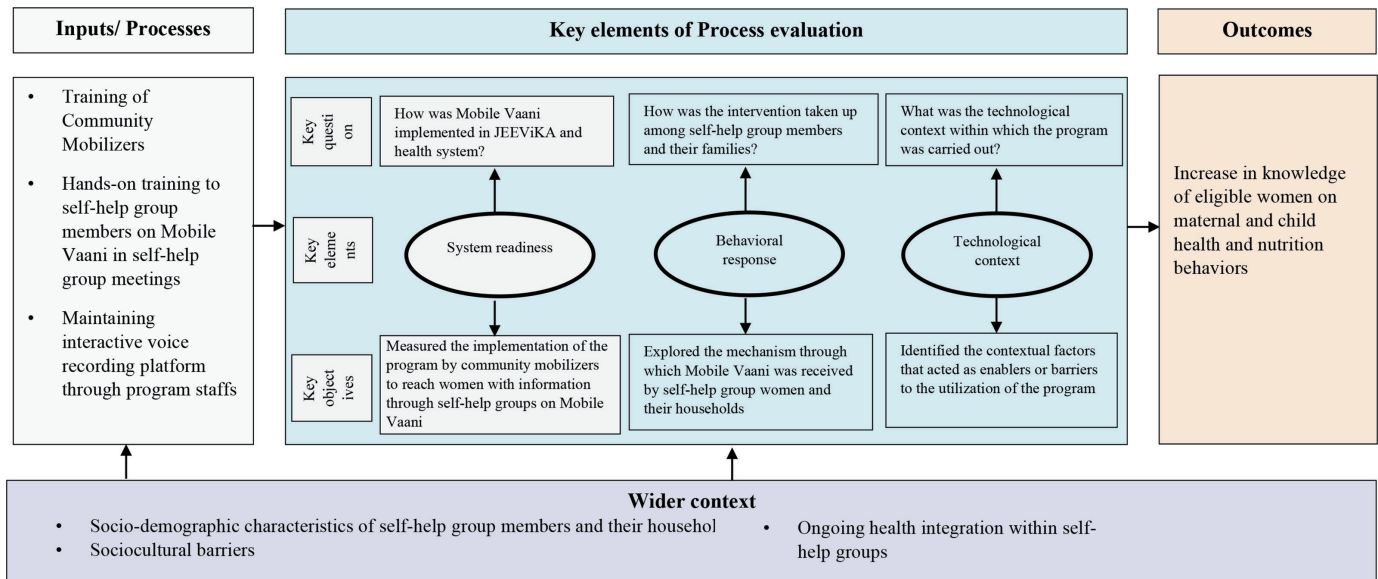 Inputs/ Processes
Key elements of Process evaluation
Outcomes
• Training of
Community
Mobilizers
• Hands-on training to
self-help group
members on Mobile
Vaani in self-help
group meetings
• Maintaining
interactive voice
recording platform
through program staffs
Key
questi
on
How was Mobile Vaani
implemented in JEEViKA and
health system?
How was the intervention taken up
among self-help group members
and their families?
What was the technological
context within which the program
was carried out?
Key
eleme
nts
System readiness
Behavioral
response
Technological
context
Key
object
ives
Measured the implementation of the
program by community mobilizers
to reach women with information
through self-help groups on Mobile
Vaani
Explored the mechanism through
which Mobile Vaani was received
by self-help group women and
their households
Identified the contextual factors
that acted as enablers or barriers
to the utilization of the program
Increase in knowledge
of eligible women on
maternal and child
health and nutrition
behaviors
Wider context
• Socio-demographic characteristics of self-help group members and their househol
• Sociocultural barriers
• Ongoing health integration within self-
help groups